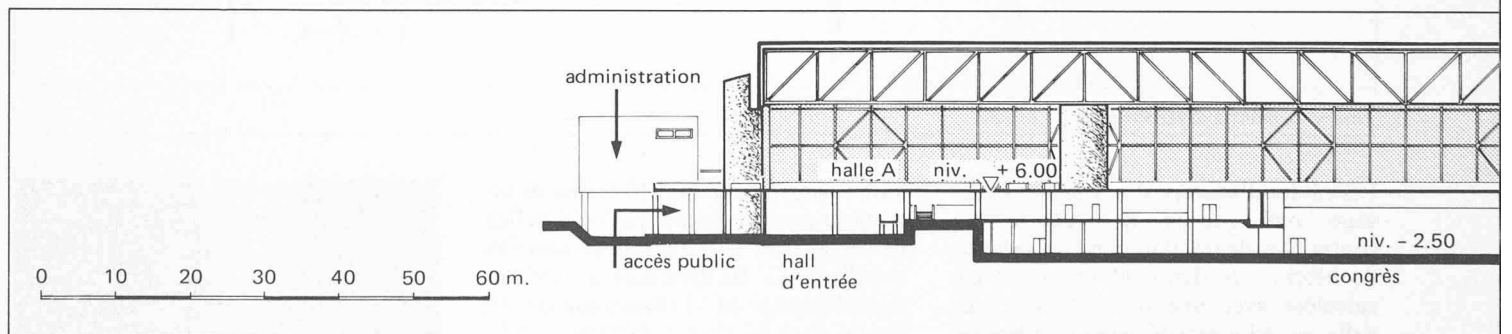 administration
halle A niv. + 6.00
accès public
hall
d'entrée
niv. – 2.50
congrès
0 10 20 30 40 50 60 m.